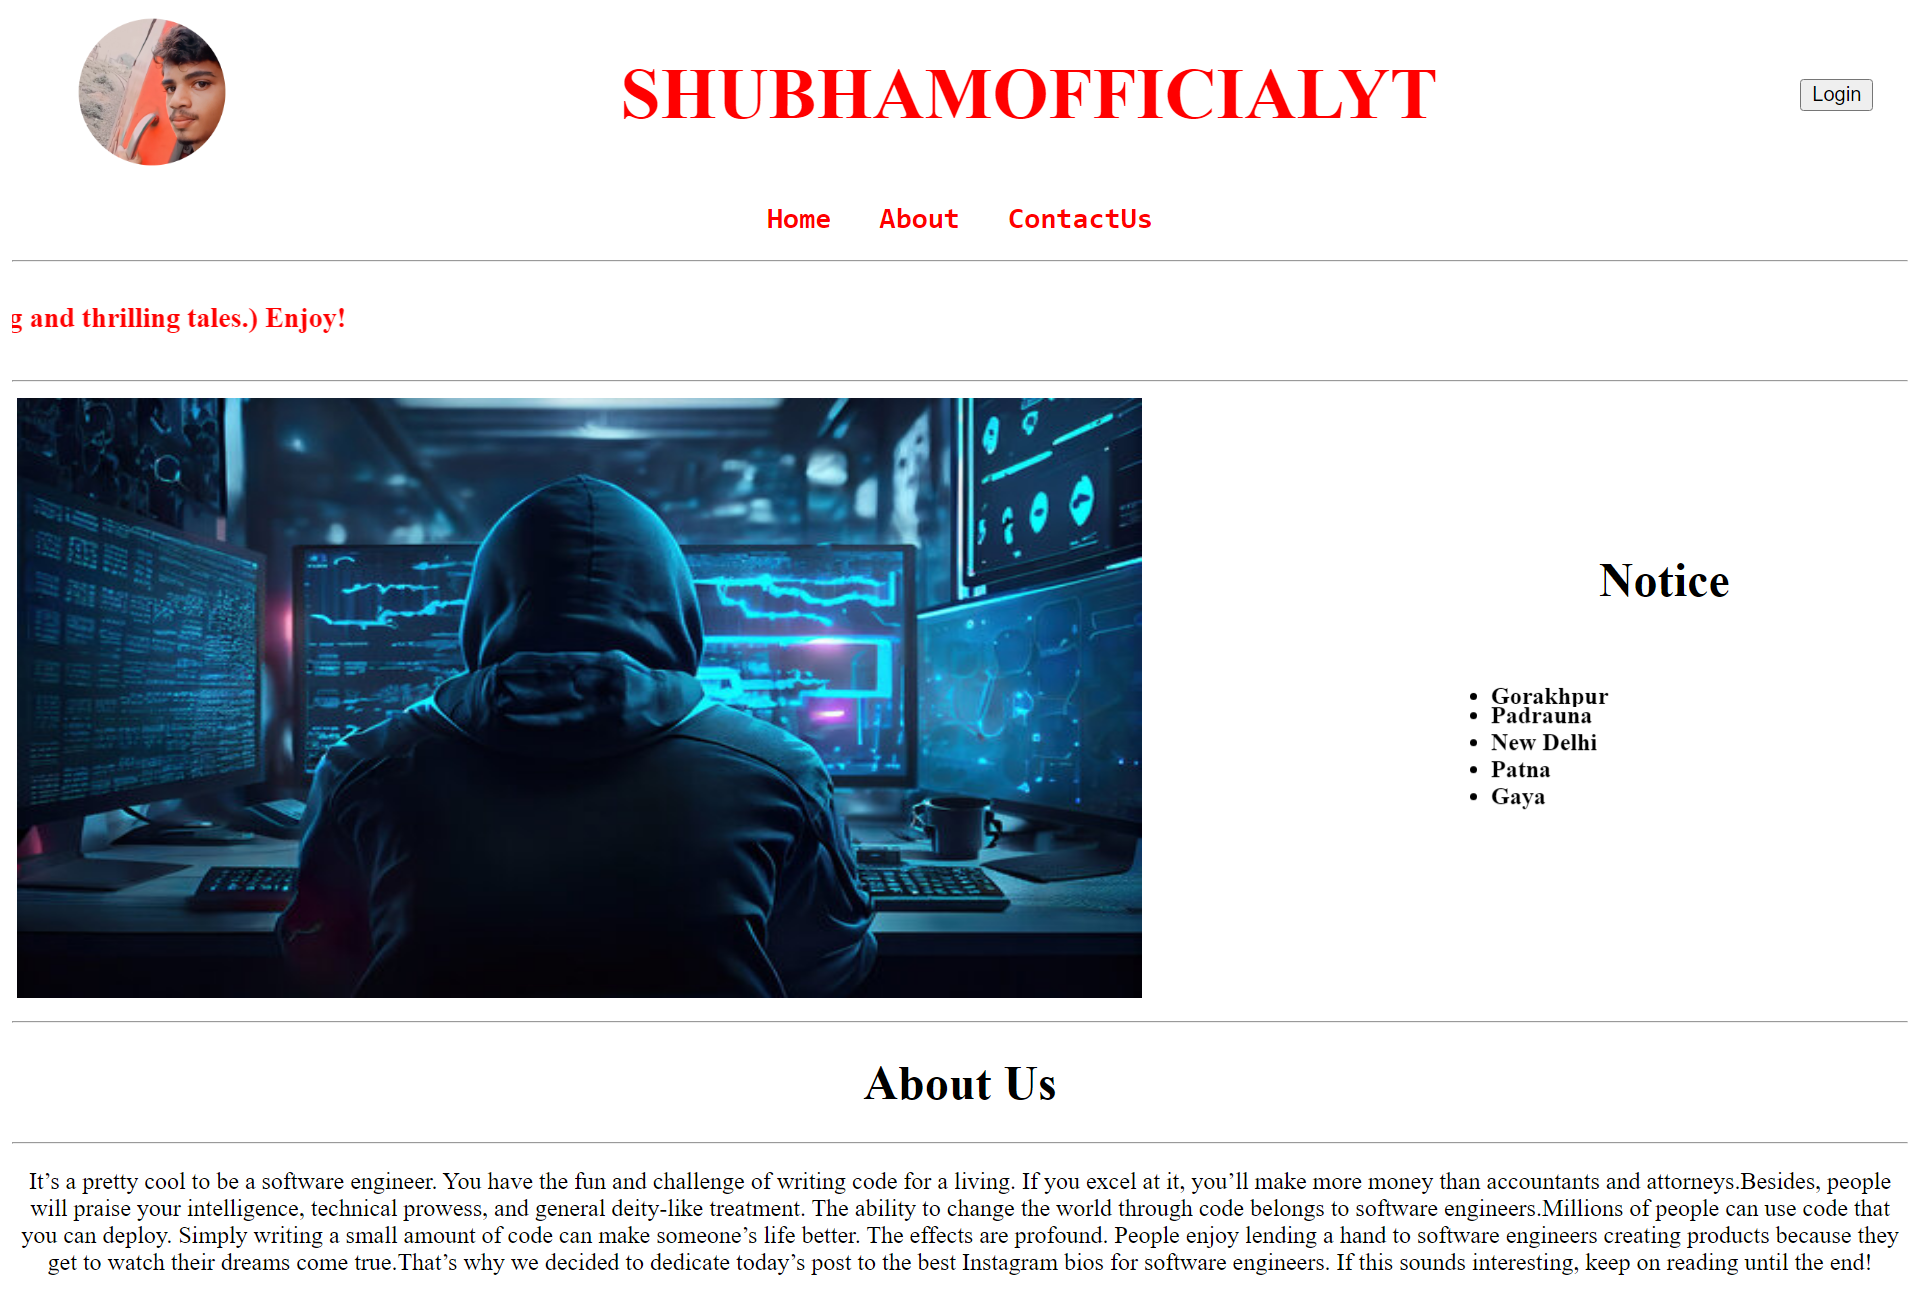 SHUBHAMOFFICIALYT
Login
Home About ContactUs
and thrilling tales.) Enjoy!
Notice
Gorakhpur
Padrauna
New Delhi
Patna
Gaya
About Us
It’s a pretty cool to be a software engineer. You have the fun and challenge of writing code for a living. If you excel at it, you’ll make more money than accountants and attorneys.Besides, people
will praise your intelligence, technical prowess, and general deity-like treatment. The ability to change the world through code belongs to software engineers.Millions of people can use code that
you can deploy. Simply writing a small amount of code can make someone’s life better. The effects are profound. People enjoy lending a hand to software engineers creating products because they
get to watch their dreams come true.That’s why we decided to dedicate today’s post to the best Instagram bios for software engineers. If this sounds interesting, keep on reading until the end!